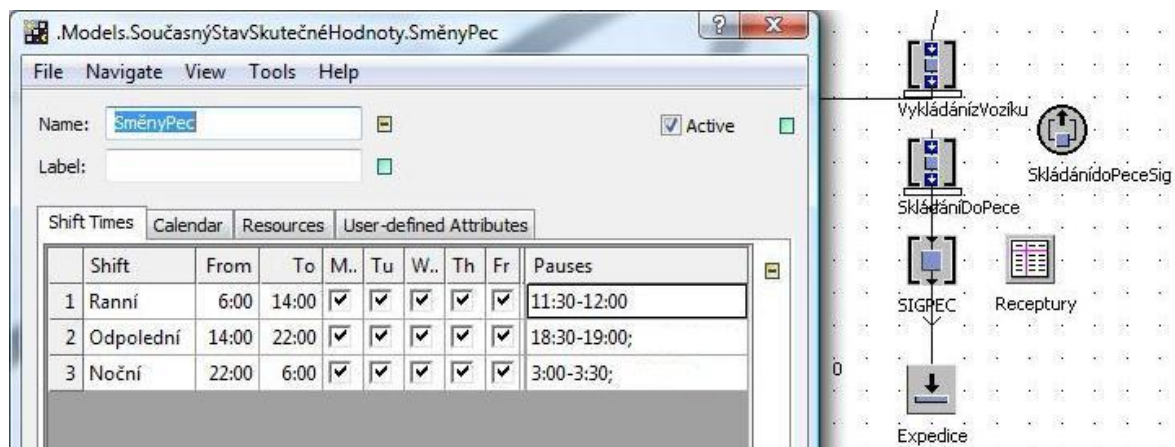 .Models.SoučasnýStavSkutečnéHodnoty.SměnyPec
? X
File Navigate View Tools Help
Name: SměnyPec Active
Label:
Shift Times Calendar Resources User-defined Attributes
Shift From To M.. Tu W.. Th Fr Pauses
1 Ranní 6:00 14:00 11:30-12:00
2 Odpolední 14:00 22:00 18:30-19:00;
3 Noční 22:00 6:00 3:00-3:30;
VykládánízVozíku
SkládánídoPeceSig
SkládáníDoPece
SIGPEC Receptury
0
Expedice